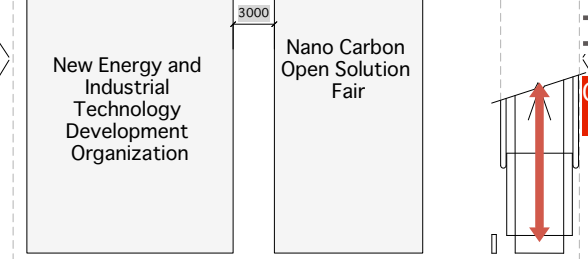 3000
New Energy and
Industrial
Technology
Development
Organization
Nano Carbon
Open Solution
Fair